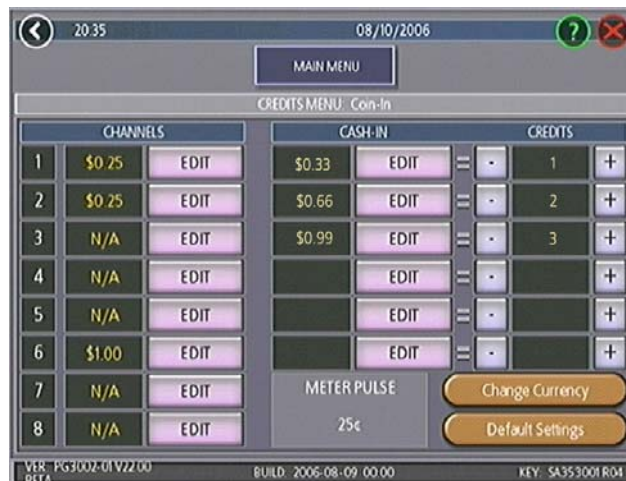 20:35 08/10/2006 ?
MAIN MENU
CREDITS MENU: Coin-In
CHANNELS CASH-IN CREDITS
1 $0.25 EDIT $0.33 EDIT = - 1 +
2 $0.25 EDIT $0.66 EDIT = - 2 +
3 N/A EDIT $0.99 EDIT = - 3 +
4 N/A EDIT EDIT = - +
5 N/A EDIT EDIT = - +
6 $1.00 EDIT EDIT = - +
7 N/A EDIT METER PULSE Change Currency
8 N/A EDIT 25¢ Default Settings
VER: PG3002-01 V22.00 BUILD: 2006-08-09 00:00 KEY: SA353001 R04
BETA